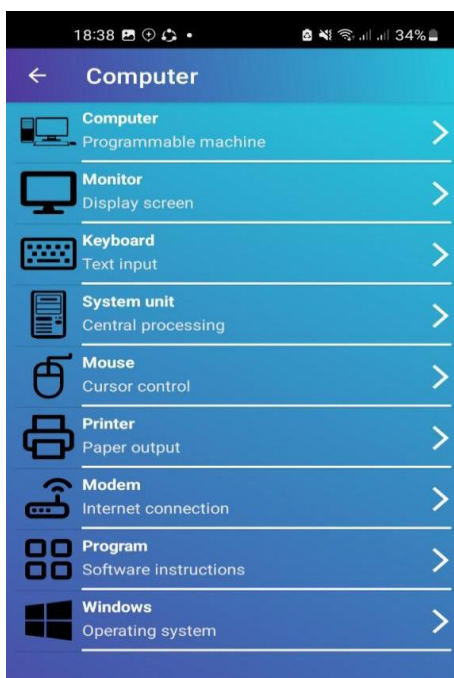 18:38
34%
Computer
Computer
Programmable machine
Monitor
Display screen
Keyboard
Text input
System unit
Central processing
Mouse
Cursor control
Printer
Paper output
Modem
Internet connection
Program
Software instructions
Windows
Operating system